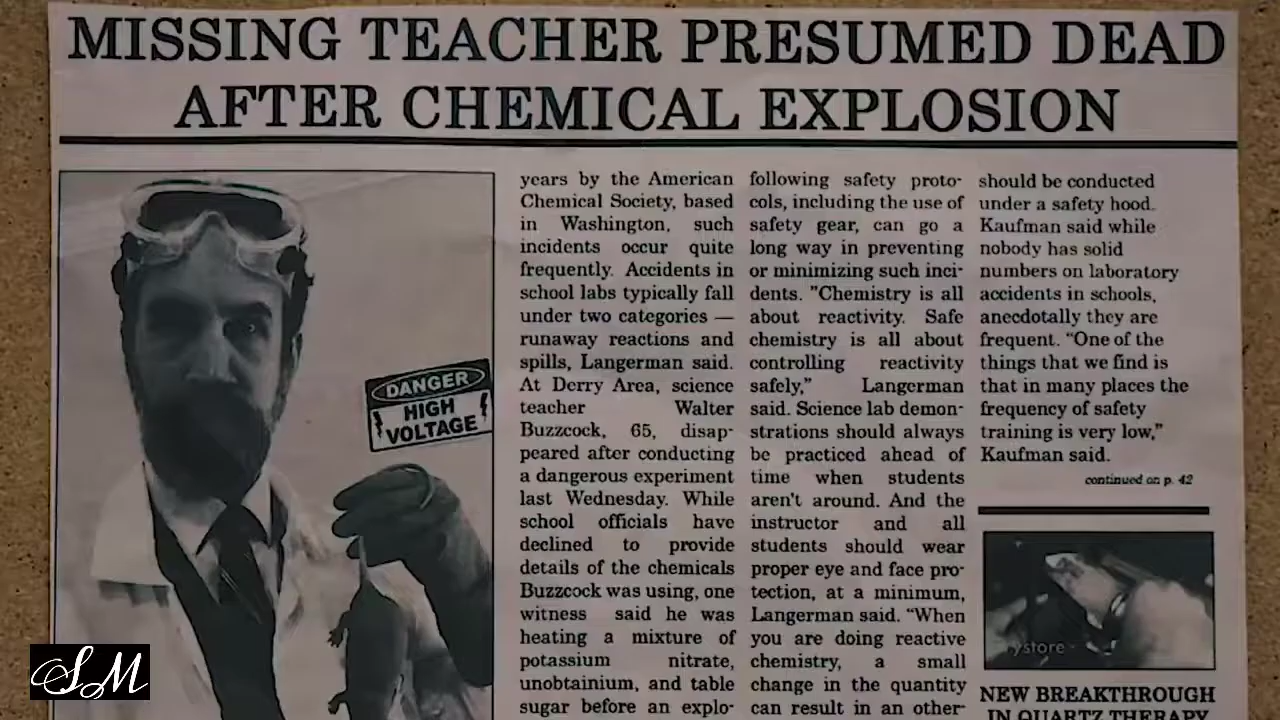 MISSING TEACHER PRESUMED DEAD
AFTER CHEMICAL EXPLOSION
DANGER
HIGH
VOLTAGE
years by the American
Chemical Society, based
in Washington, such
incidents occur quite
frequently. Accidents in
school labs typically fall
under two categories —
runaway reactions and
spills, Langerman said.
At Derry Area, science
teacher Walter
Buzzcock, 65, disap-
peared after conducting
a dangerous experiment
last Wednesday. While
school officials have
declined to provide
details of the chemicals
Buzzcock was using, one
witness said he was
heating a mixture of
potassium nitrate,
unobtainium, and table
sugar before an explo-
following safety proto-
cols, including the use of
safety gear, can go a
long way in preventing
or minimizing such inci-
dents. "Chemistry is all
about reactivity. Safe
chemistry is all about
controlling reactivity
safely,” Langerman
said. Science lab demon-
strations should always
be practiced ahead of
time when students
aren't around. And the
instructor and all
students should wear
proper eye and face pro-
tection, at a minimum,
Langerman said. “When
you are doing reactive
chemistry, a small
change in the quantity
can result in an other-
should be conducted
under a safety hood.
Kaufman said while
nobody has solid
numbers on laboratory
accidents in schools,
anecdotally they are
frequent. “One of the
things that we find is
that in many places the
frequency of safety
training is very low,”
Kaufman said.
continued on p. 42
ystore
NEW BREAKTHROUGH
IN QUARTZ THERAPY
SM